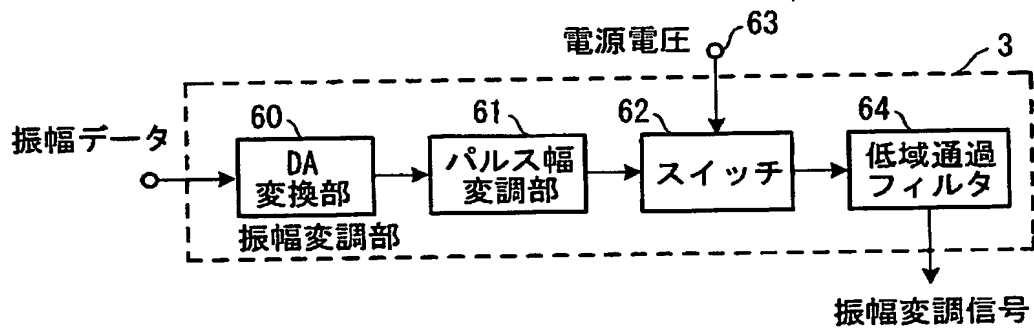 電源電圧
63
3
振幅データ
60
DA
変換部
61
パルス幅
変調部
62
スイッチ
64
低域通過
フィルタ
振幅変調部
振幅変調信号